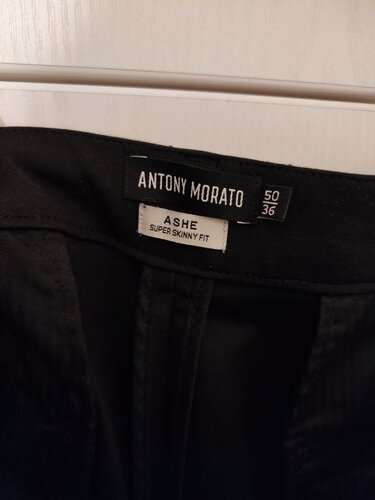 ANTONY MORATO
50
36
ASHE
SUPER SKINNY FIT